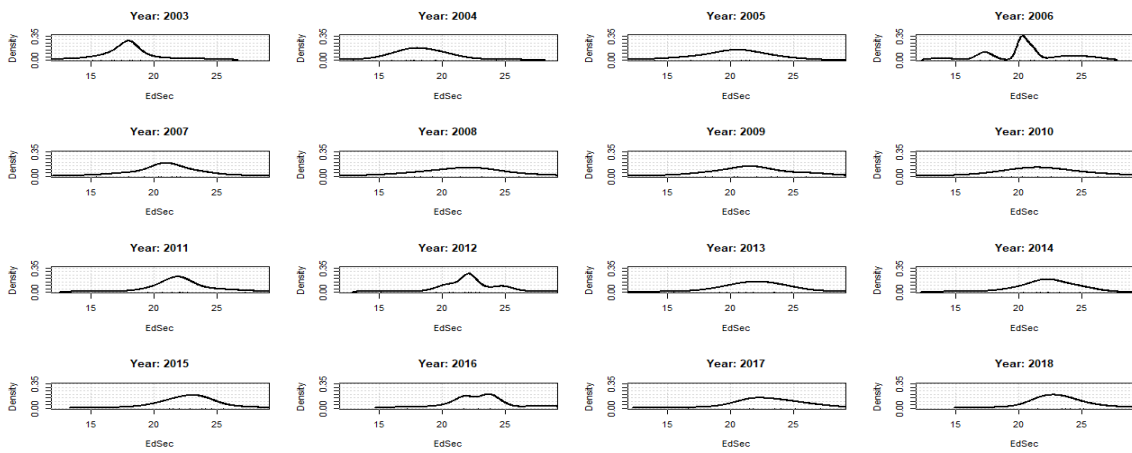 Year: 2003 Year: 2004 Year: 2005 Year: 2006
Density 0.00 0.35 Density 0.00 0.35 Density 0.00 0.35 Density 0.00 0.35
15 20 25 15 20 25 15 20 25 15 20 25
EdSec EdSec EdSec EdSec
Year: 2007 Year: 2008 Year: 2009 Year: 2010
Density 0.00 0.35 Density 0.00 0.35 Density 0.00 0.35 Density 0.00 0.35
15 20 25 15 20 25 15 20 25 15 20 25
EdSec EdSec EdSec EdSec
Year: 2011 Year: 2012 Year: 2013 Year: 2014
Density 0.00 0.35 Density 0.00 0.35 Density 0.00 0.35 Density 0.00 0.35
15 20 25 15 20 25 15 20 25 15 20 25
EdSec EdSec EdSec EdSec
Year: 2015 Year: 2016 Year: 2017 Year: 2018
Density 0.00 0.35 Density 0.00 0.35 Density 0.00 0.35 Density 0.00 0.35
15 20 25 15 20 25 15 20 25 15 20 25
EdSec EdSec EdSec EdSec